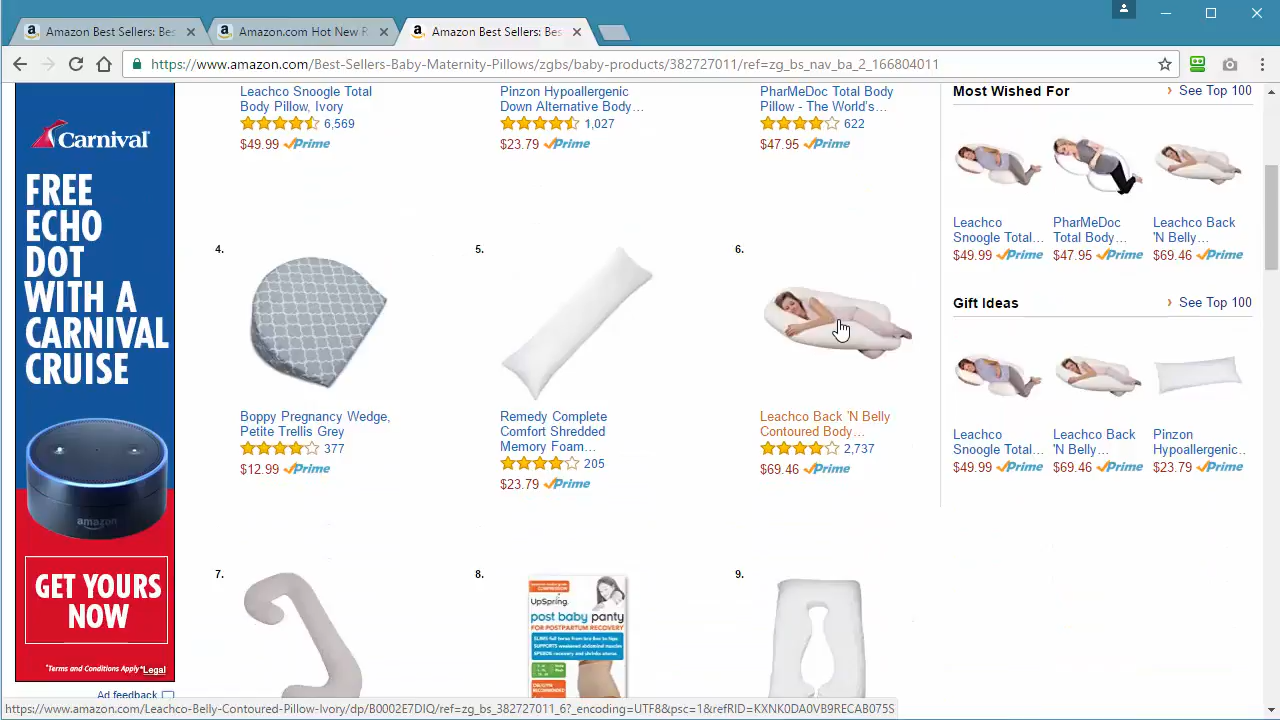 Amazon Best Sellers: Bes
Amazon.com Hot New R
Amazon Best Sellers: Bes
https://www.amazon.com/Best-Sellers-Baby-Maternity-Pillows/zgbs/baby-products/382727011/ref=zg_bs_nav_ba_2_166804011
Carnival
FREE
ECHO
DOT
WITH A
CARNIVAL
CRUISE
amazon
GET YOURS
NOW
*Terms and Conditions Apply*Legal
Ad feedback
Leachco Snoogle Total
Body Pillow, Ivory
6,569
$49.99 Prime
Pinzon Hypoallergenic
Down Alternative Body…
1,027
$23.79 Prime
PharMeDoc Total Body
Pillow - The World's…
622
$47.95 Prime
4.
Boppy Pregnancy Wedge,
Petite Trellis Grey
377
$12.99 Prime
5.
Remedy Complete
Comfort Shredded
Memory Foam…
205
$23.79 Prime
6.
Leachco Back 'N Belly
Contoured Body…
2,737
$69.46 Prime
7.
8.
UpSpring
post baby
panty
FOR POSTPARTUM RECOVERY
9.
Most Wished For
› See Top 100
Leachco
Snoogle Total…
$49.99 Prime
PharMeDoc
Total Body…
$47.95 Prime
Leachco Back
'N Belly…
$69.46 Prime
Gift Ideas
› See Top 100
Leachco
Snoogle Total…
$49.99 Prime
Leachco Back
'N Belly…
$69.46 Prime
Pinzon
Hypoallergenic…
$23.79 Prime
https://www.amazon.com/Leachco-Belly-Contoured-Pillow-Ivory/dp/B0002E7DIQ/ref=zg_bs_382727011_6?_encoding=UTF8&psc=1&refRID=KXNK0DA0VB9RECAB075S